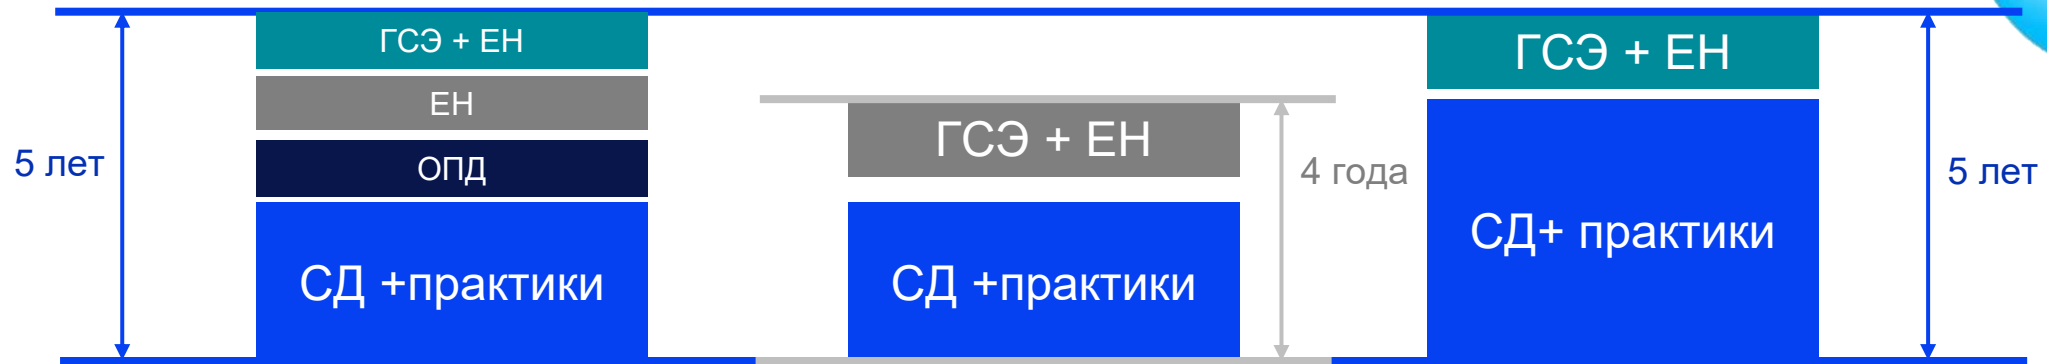 5 лет
ГСЭ + ЕН
ЕН
ОПД
СД +практики
ГСЭ + ЕН
СД +практики
4 года
ГСЭ + ЕН
СД+ практики
5 лет